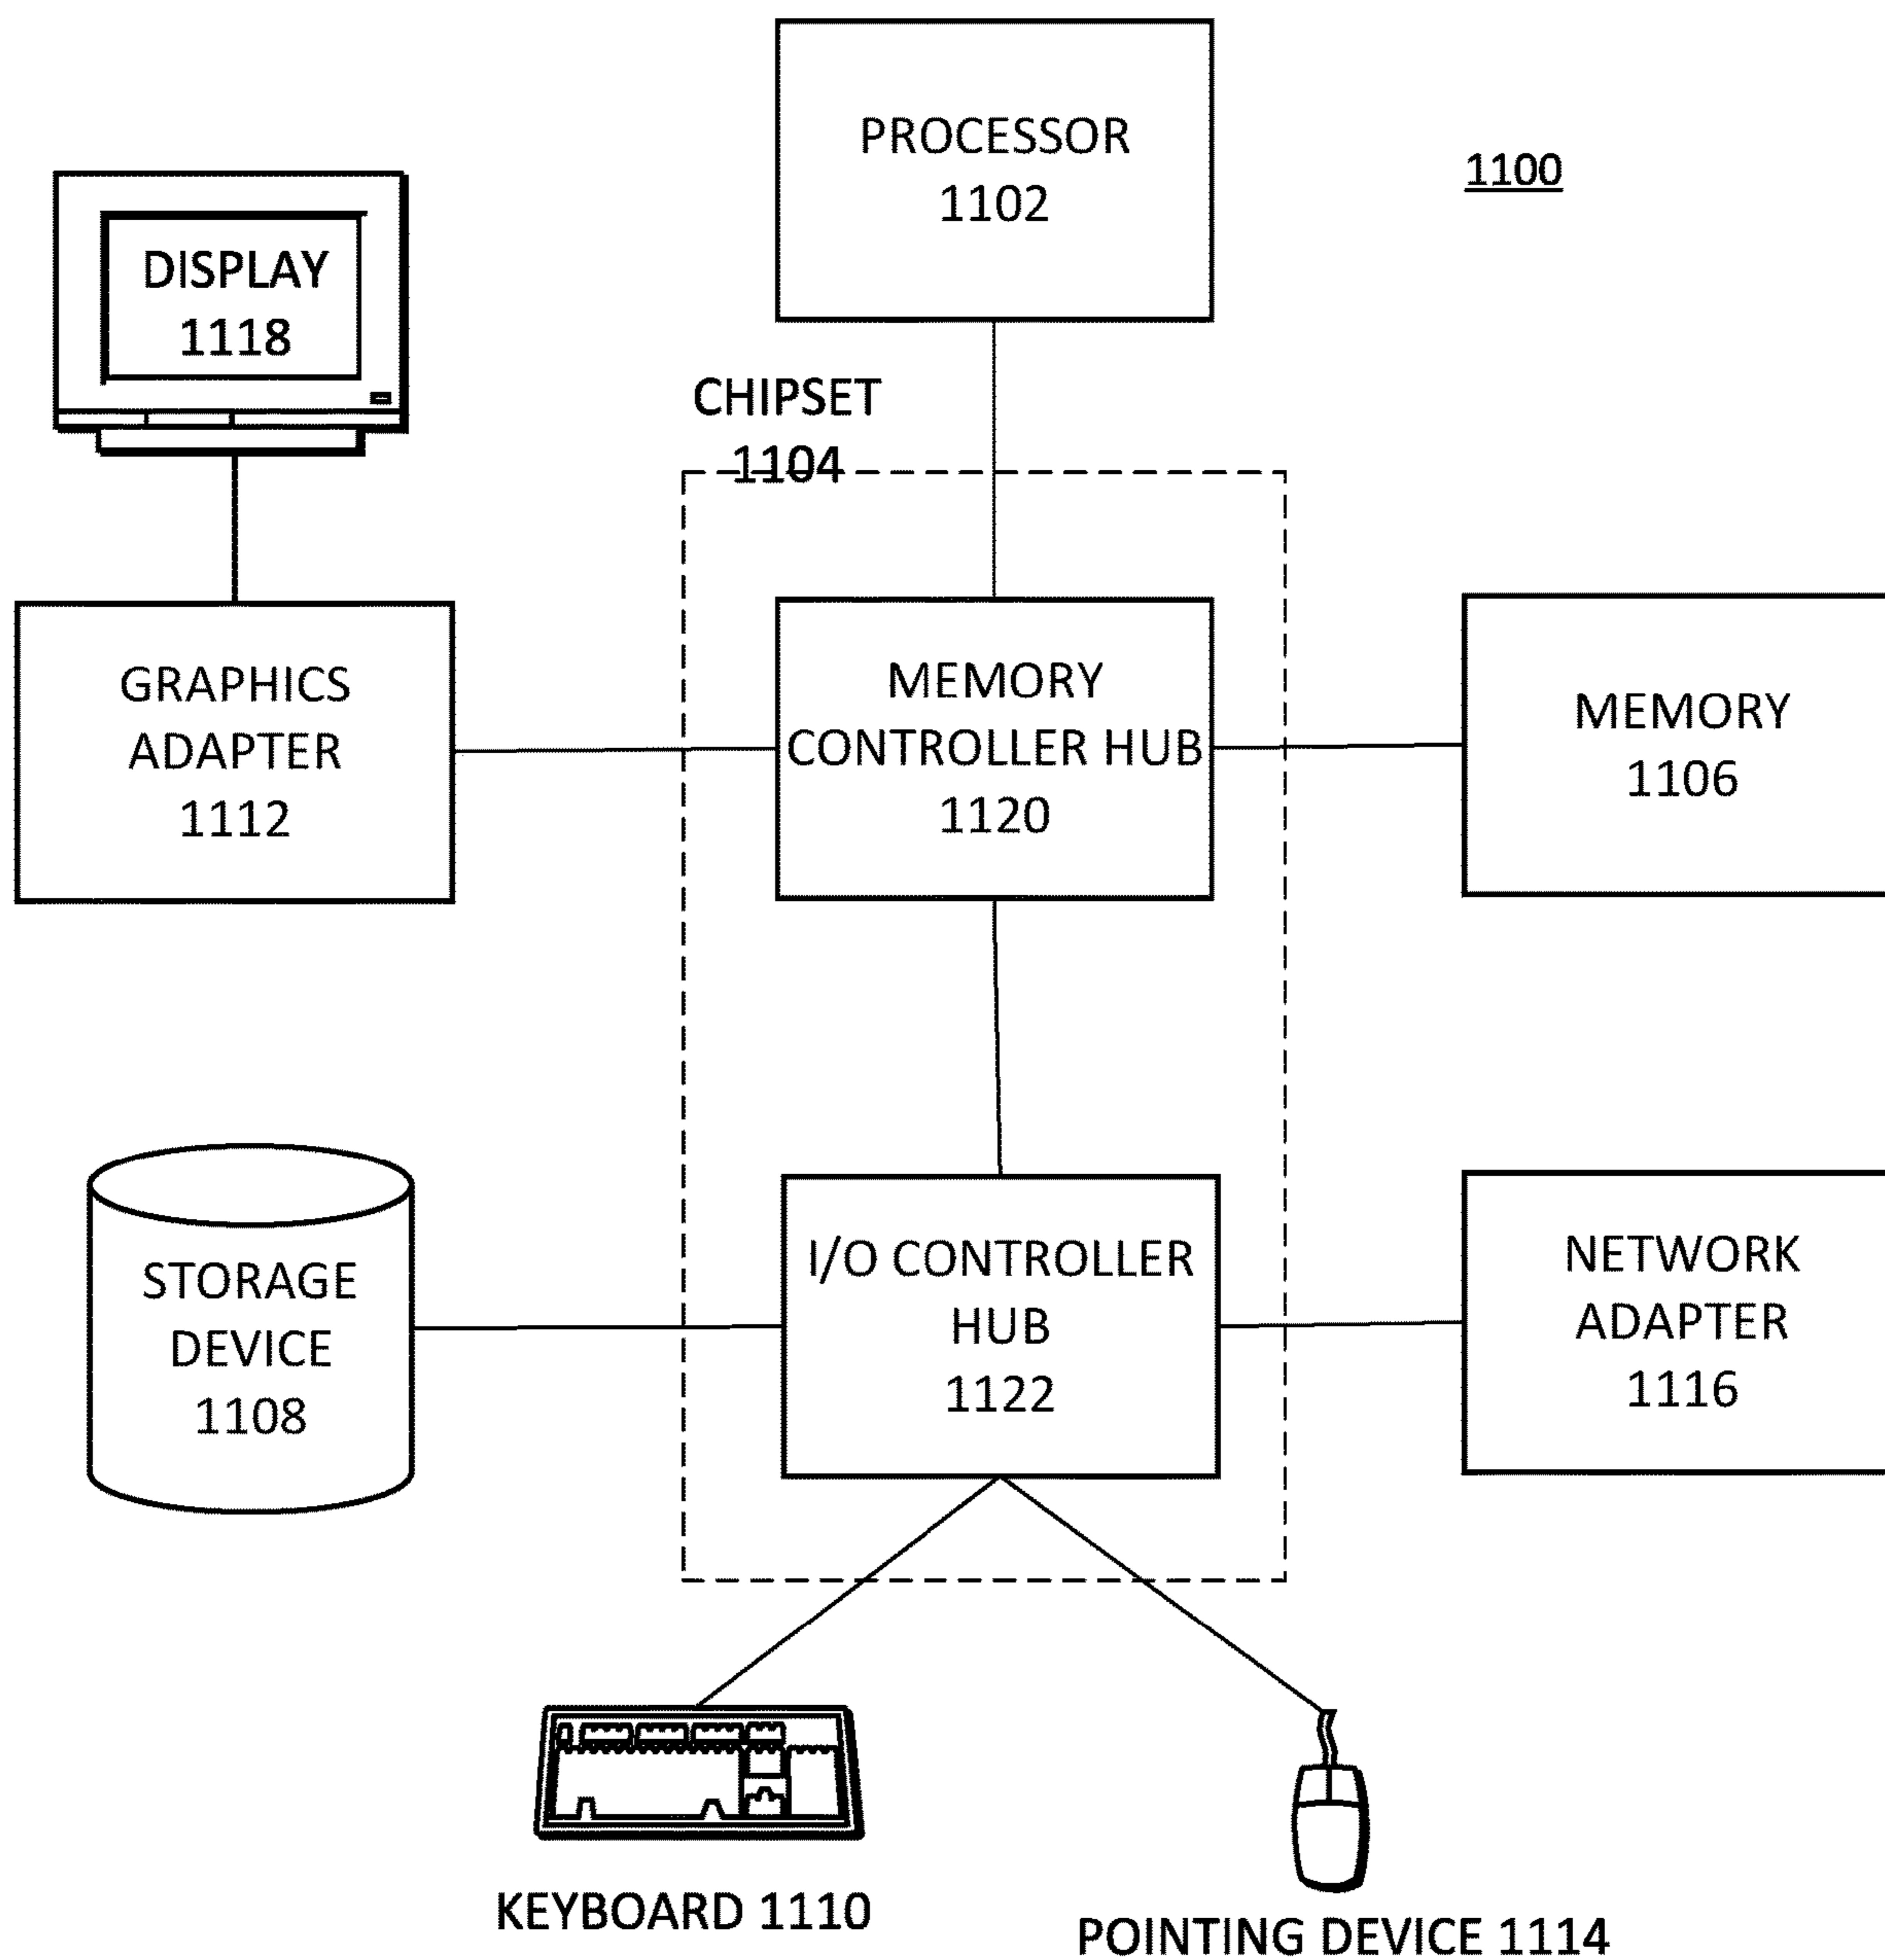 PROCESSOR
1102
1100
DISPLAY
1118
CHIPSET
1104
GRAPHICS
ADAPTER
1112
MEMORY
CONTROLLER HUB
1120
MEMORY
1106
STORAGE
DEVICE
1108
I/O CONTROLLER
HUB
1122
NETWORK
ADAPTER
1116
KEYBOARD 1110
POINTING DEVICE 1114